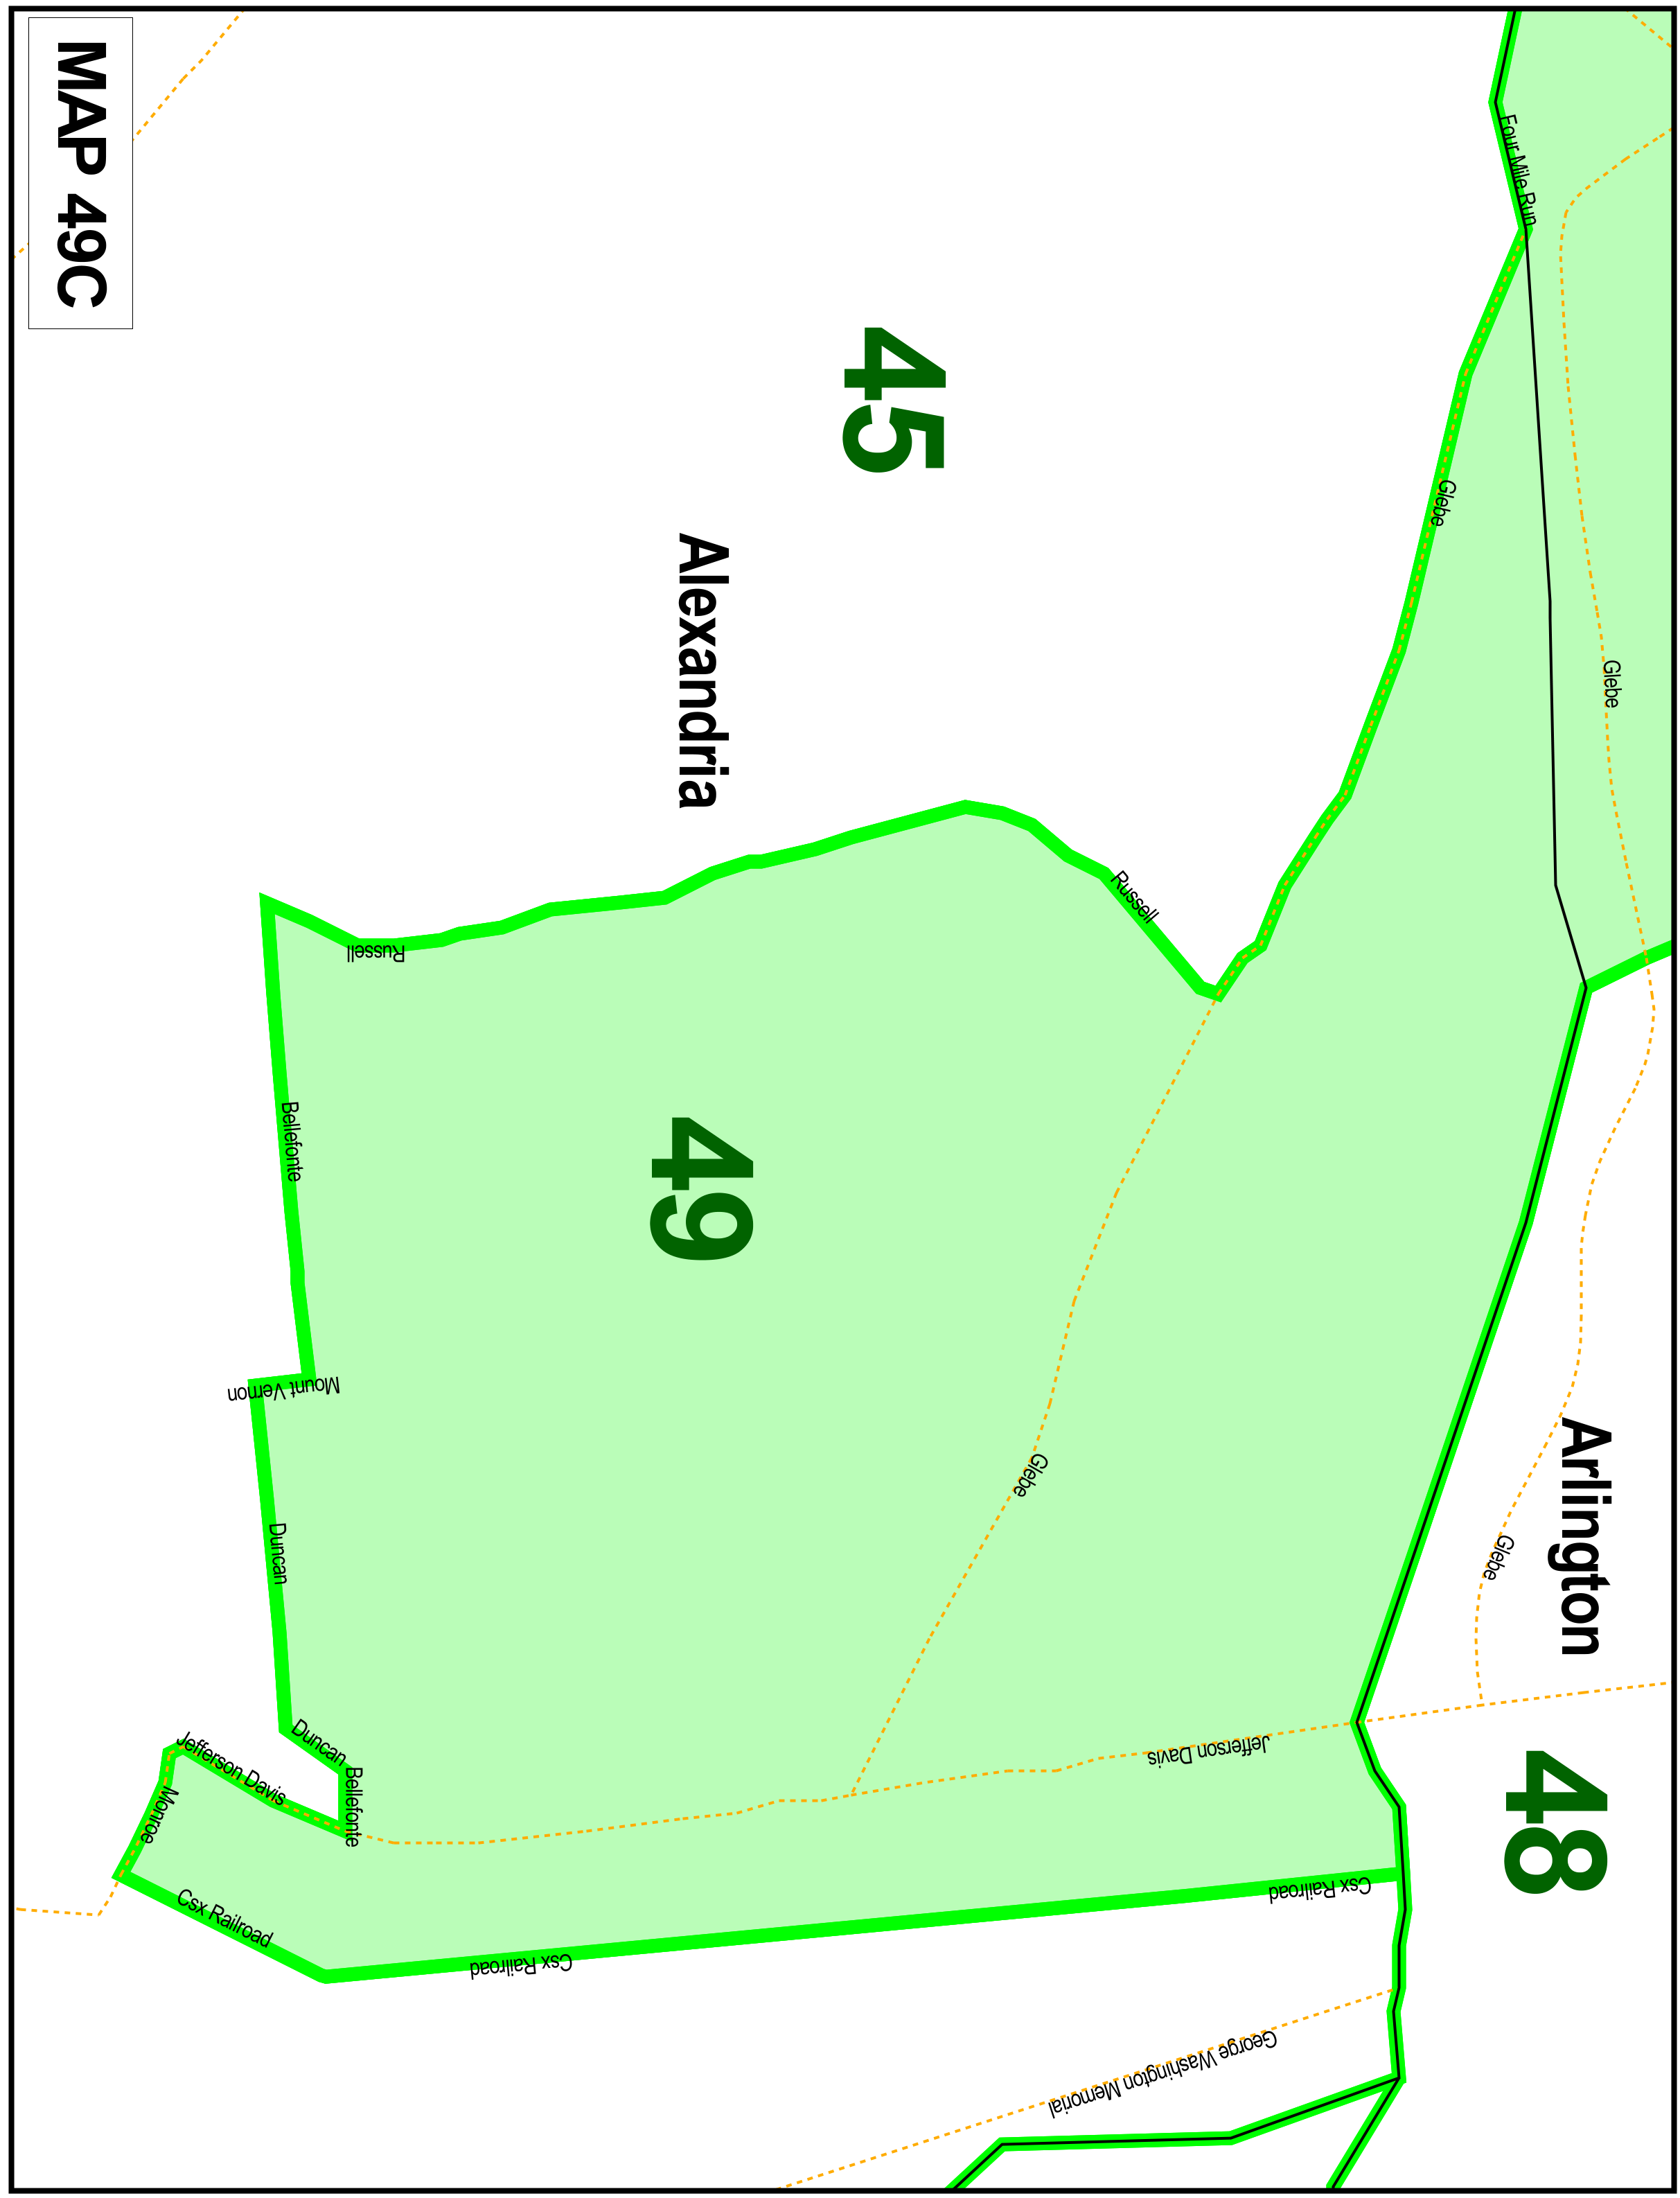 MAP 49C
Four Mile Run
45
Glebe
Glebe
Alexandria
Russell
Russell
Bellefonte
49
Mount Vernon
Glebe
Arlington
Glebe
Duncan
Duncan
Bellefonte
Jefferson Davis
Jefferson Davis
Monroe
48
Csx Railroad
Csx Railroad
Csx Railroad
George Washington Memorial